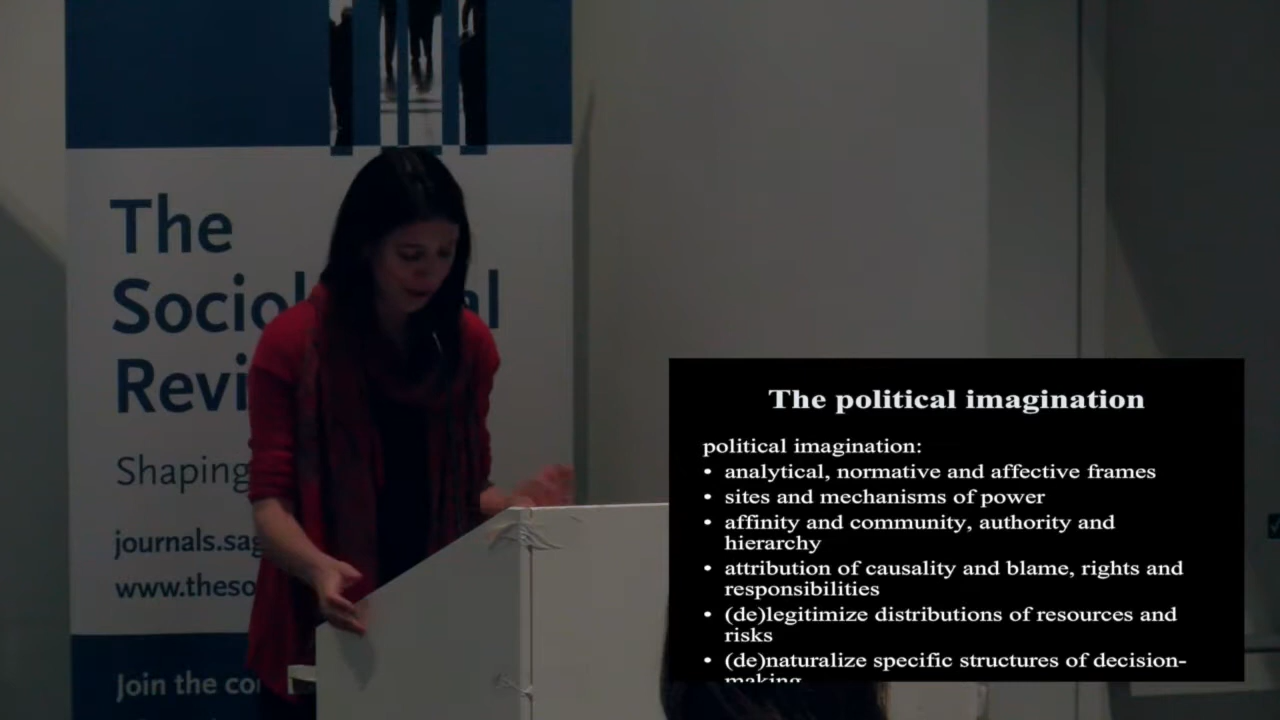 The
Sociol al
Revi
Shaping
journals.sag
www.theso
Join the co
The political imagination
political imagination:
• analytical, normative and affective frames
• sites and mechanisms of power
• affinity and community, authority and
hierarchy
• attribution of causality and blame, rights and
responsibilities
• (de)legitimize distributions of resources and
risks
• (de)naturalize specific structures of decision-
making